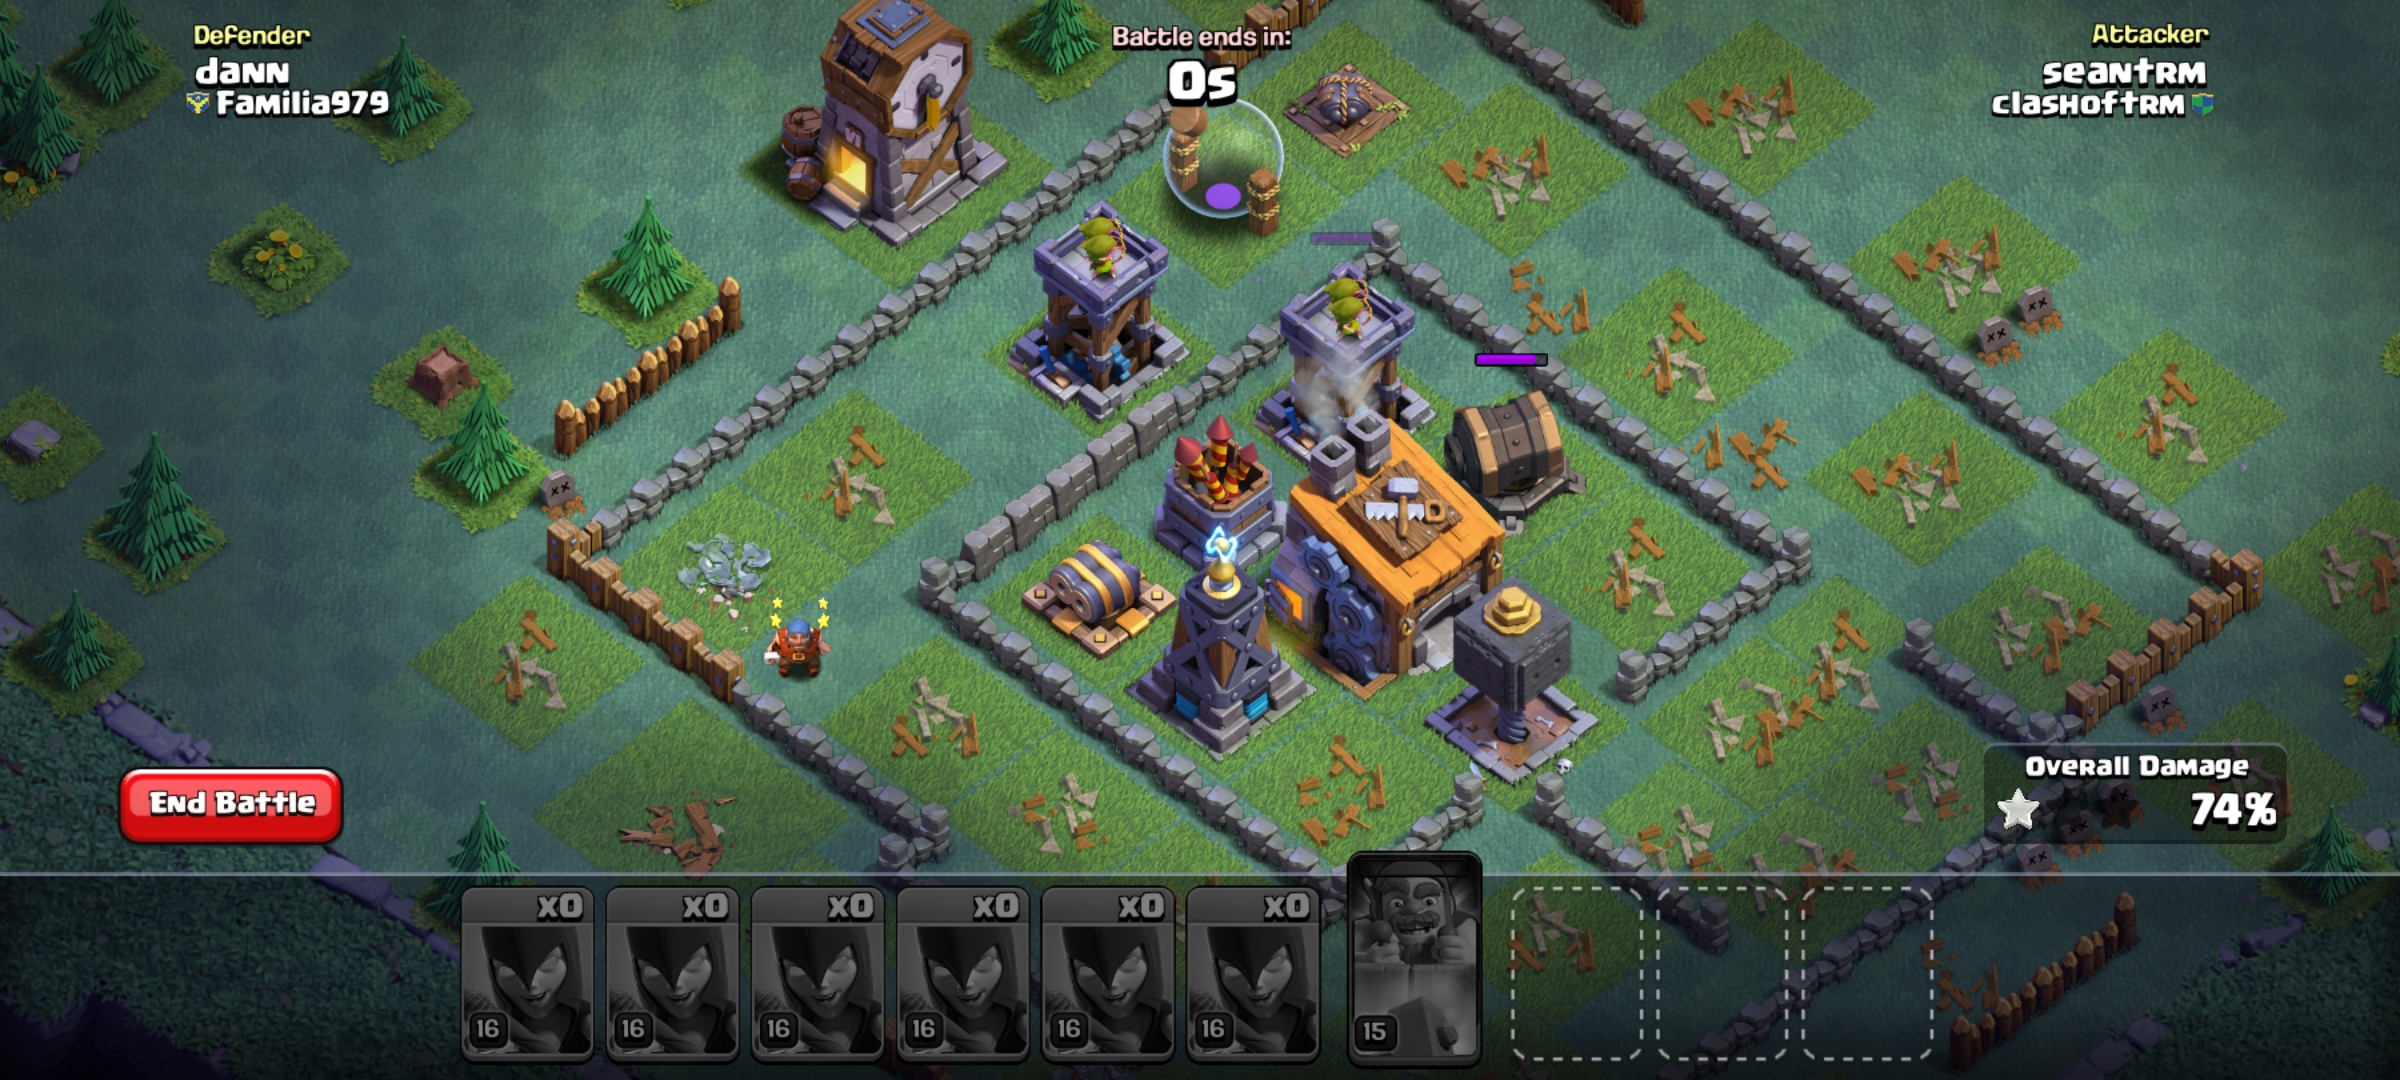 Defender
dann
Familia979
Battle ends in:
0s
Attacker
seantRM
clashoftRM
End Battle
Overall Damage
74%
x0
x0
x0
x0
x0
x0
16
16
16
16
16
16
15